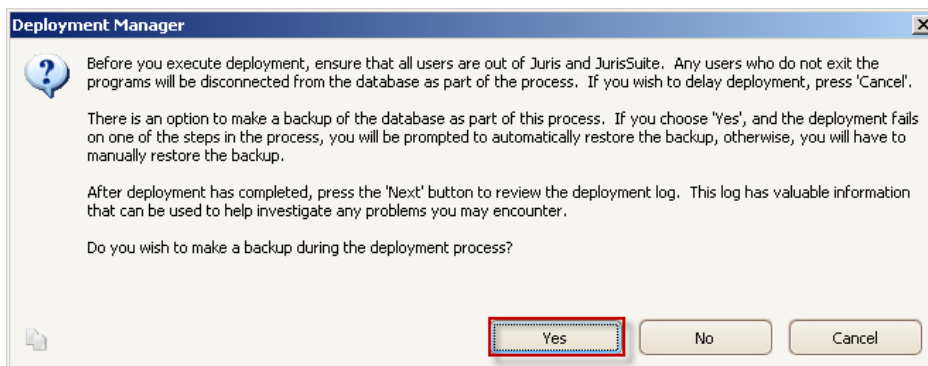 Deployment Manager
Before you execute deployment, ensure that all users are out of Juris and JurisSuite. Any users who do not exit the
programs will be disconnected from the database as part of the process. If you wish to delay deployment, press 'Cancel'.
There is an option to make a backup of the database as part of this process. If you choose 'Yes', and the deployment fails
on one of the steps in the process, you will be prompted to automatically restore the backup, otherwise, you will have to
manually restore the backup.
After deployment has completed, press the 'Next' button to review the deployment log. This log has valuable information
that can be used to help investigate any problems you may encounter.
Do you wish to make a backup during the deployment process?
Yes No Cancel